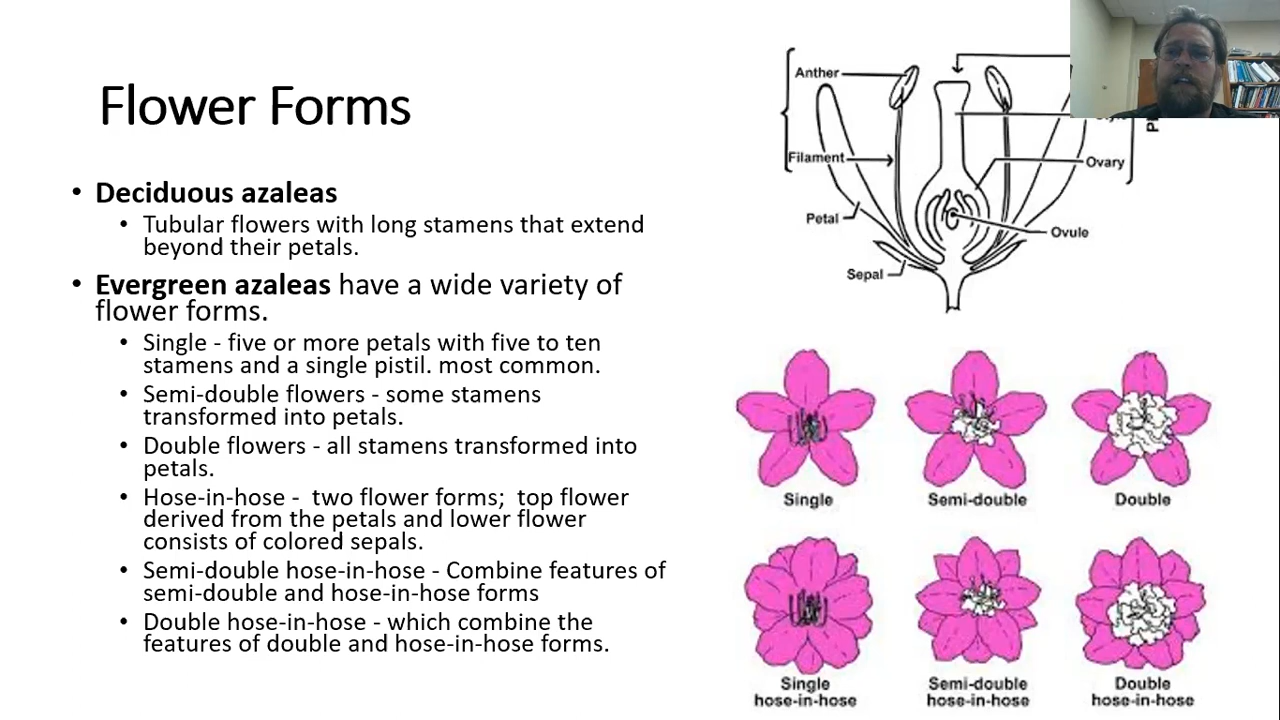 Flower Forms
• Deciduous azaleas
• Tubular flowers with long stamens that extend
beyond their petals.
• Evergreen azaleas have a wide variety of
flower forms.
• Single - five or more petals with five to ten
stamens and a single pistil. most common.
• Semi-double flowers - some stamens
transformed into petals.
• Double flowers - all stamens transformed into
petals.
• Hose-in-hose -  two flower forms;  top flower
derived from the petals and lower flower
consists of colored sepals.
• Semi-double hose-in-hose - Combine features of
semi-double and hose-in-hose forms
• Double hose-in-hose - which combine the
features of double and hose-in-hose forms.
Anther
Filament
Petal
Sepal
Ovary
Ovule
Single
Semi-double
Double
Single
hose-in-hose
Semi-double
hose-in-hose
Double
hose-in-hose